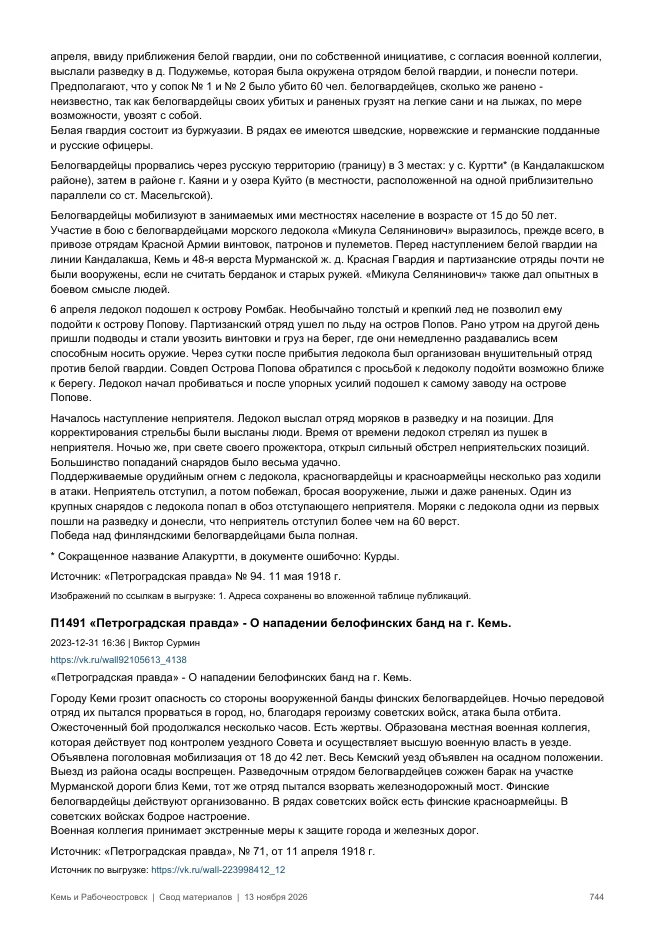 апреля, ввиду приближения белой гвардии, они по собственной инициативе, с согласия военной коллегии,
выслали разведку в д. Подужемье, которая была окружена отрядом белой гвардии, и понесли потери.
Предполагают, что у сопок № 1 и № 2 было убито 60 чел. белогвардейцев, сколько же ранено -
неизвестно, так как белогвардейцы своих убитых и раненых грузят на легкие сани и на лыжах, по мере
возможности, увозят с собой.
Белая гвардия состоит из буржуазии. В рядах ее имеются шведские, норвежские и германские подданные
и русские офицеры.
Белогвардейцы прорвались через русскую территорию (границу) в 3 местах: у с. Куртти* (в Кандалакшском
районе), затем в районе г. Каяни и у озера Куйто (в местности, расположенной на одной приблизительно
параллели со ст. Масельгской).
Белогвардейцы мобилизуют в занимаемых ими местностях население в возрасте от 15 до 50 лет.
Участие в бою с белогвардейцами морского ледокола «Микула Селянинович» выразилось, прежде всего, в
привозе отрядам Красной Армии винтовок, патронов и пулеметов. Перед наступлением белой гвардии на
линии Кандалакша, Кемь и 48-я верста Мурманской ж. д. Красная Гвардия и партизанские отряды почти не
были вооружены, если не считать берданок и старых ружей. «Микула Селянинович» также дал опытных в
боевом смысле людей.
6 апреля ледокол подошел к острову Ромбак. Необычайно толстый и крепкий лед не позволил ему
подойти к острову Попову. Партизанский отряд ушел по льду на остров Попов. Рано утром на другой день
пришли подводы и стали увозить винтовки и груз на берег, где они немедленно раздавались всем
способным носить оружие. Через сутки после прибытия ледокола был организован внушительный отряд
против белой гвардии. Совдеп Острова Попова обратился с просьбой к ледоколу подойти возможно ближе
к берегу. Ледокол начал пробиваться и после упорных усилий подошел к самому заводу на острове
Попове.
Началось наступление неприятеля. Ледокол выслал отряд моряков в разведку и на позиции. Для
корректирования стрельбы были высланы люди. Время от времени ледокол стрелял из пушек в
неприятеля. Ночью же, при свете своего прожектора, открыл сильный обстрел неприятельских позиций.
Большинство попаданий снарядов было весьма удачно.
Поддерживаемые орудийным огнем с ледокола, красногвардейцы и красноармейцы несколько раз ходили
в атаки. Неприятель отступил, а потом побежал, бросая вооружение, лыжи и даже раненых. Один из
крупных снарядов с ледокола попал в обоз отступающего неприятеля. Моряки с ледокола одни из первых
пошли на разведку и донесли, что неприятель отступил более чем на 60 верст.
Победа над финляндскими белогвардейцами была полная.
* Сокращенное название Алакуртти, в документе ошибочно: Курды.
Источник: «Петроградская правда» № 94. 11 мая 1918 г.
Изображений по ссылкам в выгрузке: 1. Адреса сохранены во вложенной таблице публикаций.
П1491 «Петроградская правда» - О нападении белофинских банд на г. Кемь.
2023-12-31 16:36 | Виктор Сурмин
https://vk.ru/wall92105613_4138
«Петроградская правда» - О нападении белофинских банд на г. Кемь.
Городу Кеми грозит опасность со стороны вооруженной банды финских белогвардейцев. Ночью передовой
отряд их пытался прорваться в город, но, благодаря героизму советских войск, атака была отбита.
Ожесточенный бой продолжался несколько часов. Есть жертвы. Образована местная военная коллегия,
которая действует под контролем уездного Совета и осуществляет высшую военную власть в уезде.
Объявлена поголовная мобилизация от 18 до 42 лет. Весь Кемский уезд объявлен на осадном положении.
Выезд из района осады воспрещен. Разведочным отрядом белогвардейцев сожжен барак на участке
Мурманской дороги близ Кеми, тот же отряд пытался взорвать железнодорожный мост. Финские
белогвардейцы действуют организованно. В рядах советских войск есть финские красноармейцы. В
советских войсках бодрое настроение.
Военная коллегия принимает экстренные меры к защите города и железных дорог.
Источник: «Петроградская правда», № 71, от 11 апреля 1918 г.
Источник по выгрузке: https://vk.ru/wall-223998412_12
Кемь и Рабочеостровск | Свод материалов | 13 ноября 2026
744